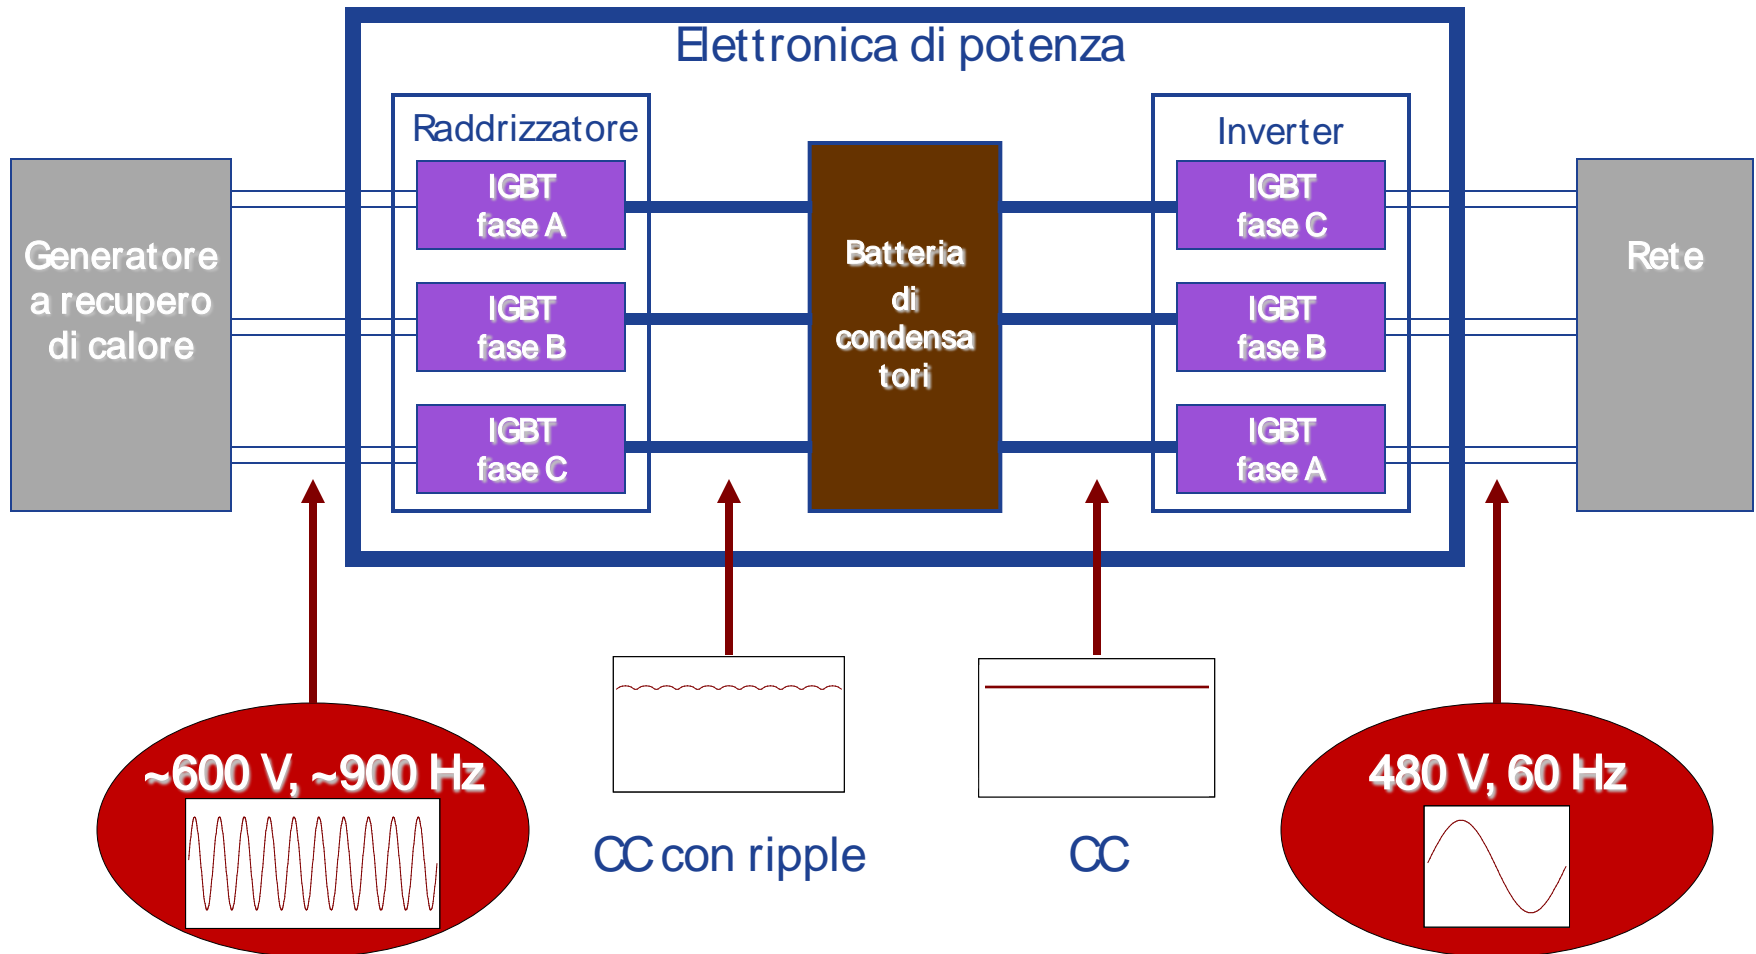 Elettronica di potenza
Raddrizzatore
Inverter
IGBT
fase A
IGBT
fase C
Generatore
a recupero
di calore
Batteria
di
condensa
tori
Rete
IGBT
fase B
IGBT
fase B
IGBT
fase C
IGBT
fase A
~600 V, ~900 Hz
480 V, 60 Hz
CC con ripple
CC